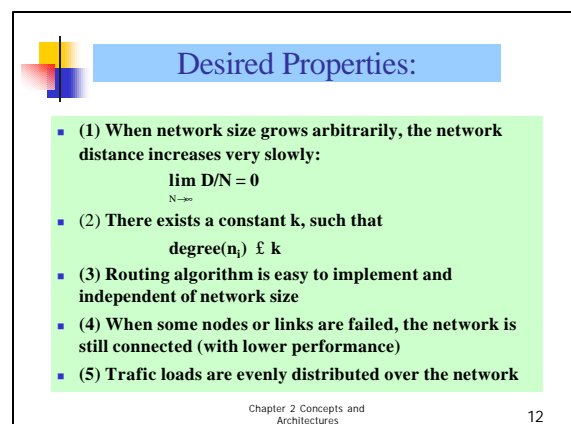 Desired Properties:
(1) When network size grows arbitrarily, the network
distance increases very slowly:
lim D/N = 0
N→∞
(2) There exists a constant k, such that
degree(ni) £ k
(3) Routing algorithm is easy to implement and
independent of network size
(4) When some nodes or links are failed, the network is
still connected (with lower performance)
(5) Trafic loads are evenly distributed over the network
Chapter 2 Concepts and
Architectures
12